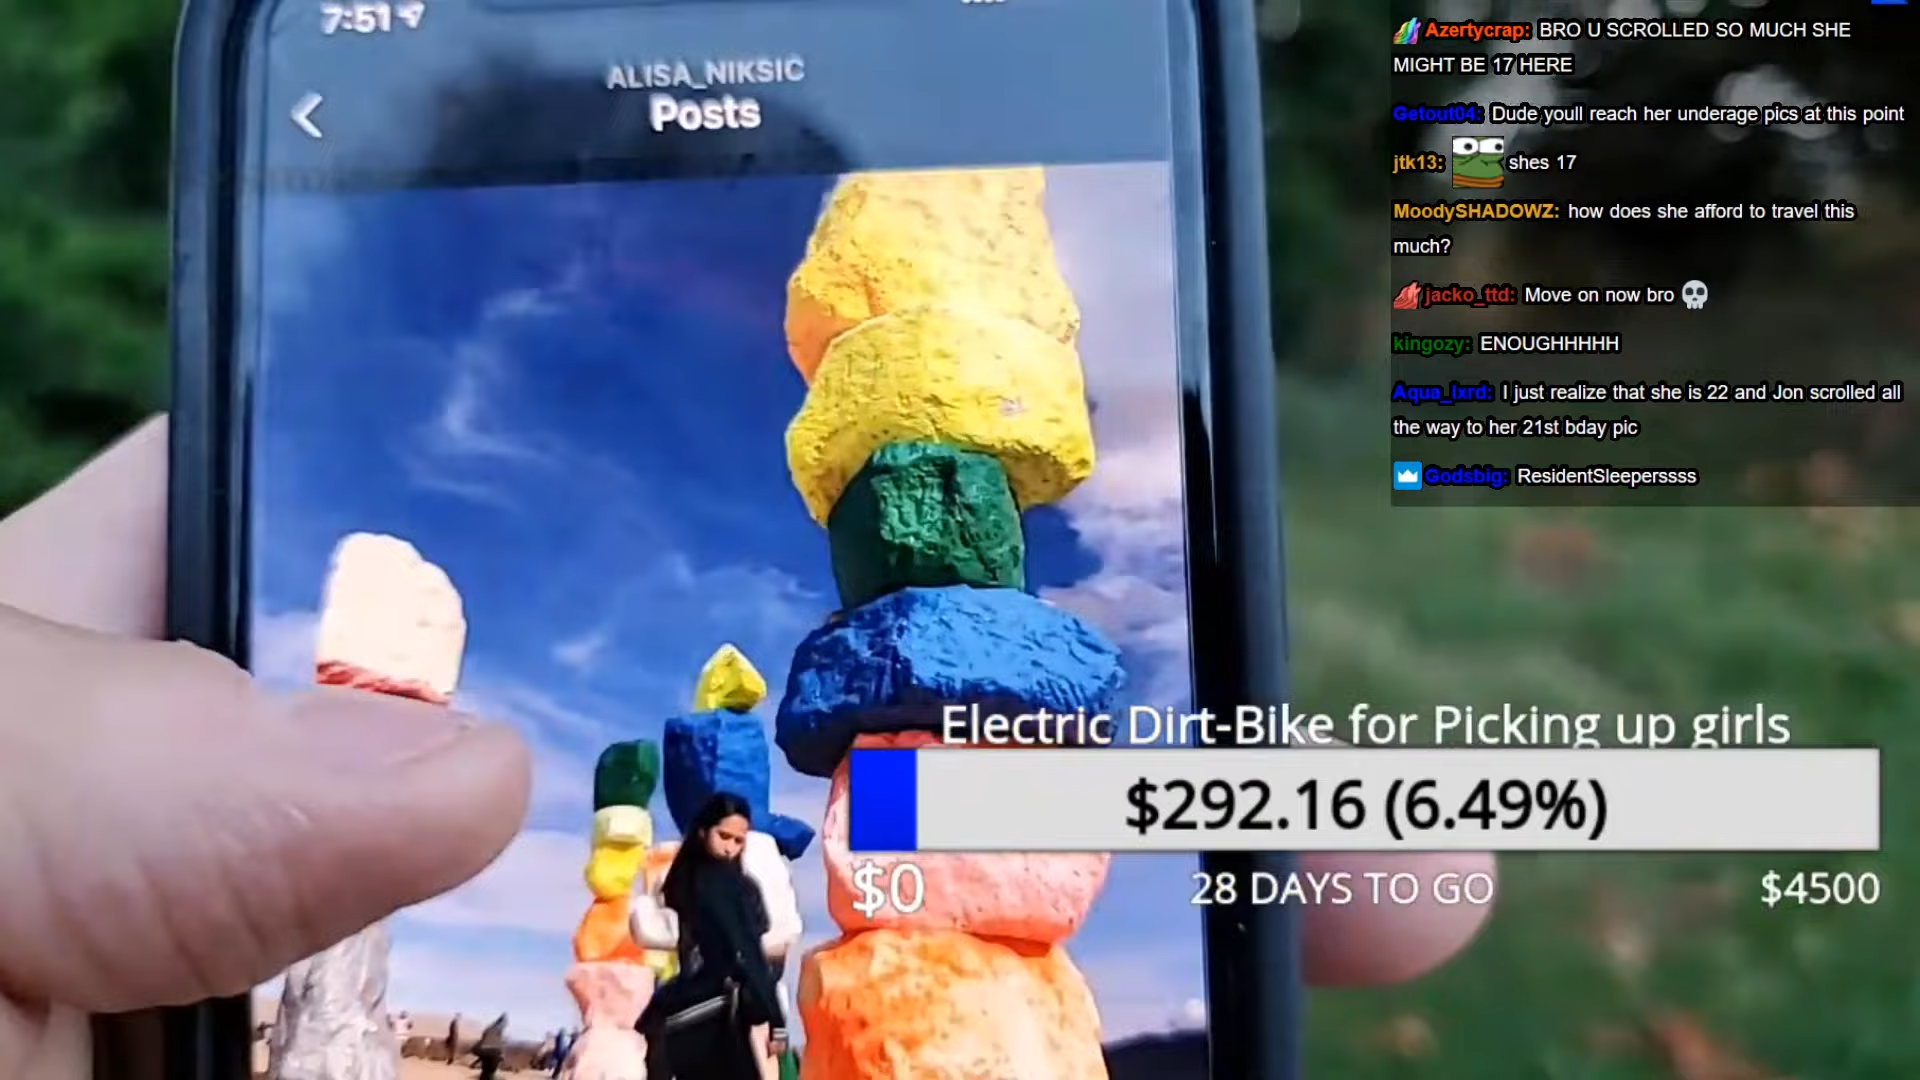 7:51
ALISA_NIKSIC
Posts
Azertycrap: BRO U SCROLLED SO MUCH SHE
MIGHT BE 17 HERE
Getout04: Dude youll reach her underage pics at this point
jtk13: shes 17
MoodySHADOWZ: how does she afford to travel this
much?
jacko_ttd: Move on now bro 💀
kingozy: ENOUGHHHHH
Aqua_lxrd: I just realize that she is 22 and Jon scrolled all
the way to her 21st bday pic
Godsbig: ResidentSleeperssss
Electric Dirt-Bike for Picking up girls
$292.16 (6.49%)
$0 28 DAYS TO GO $4500